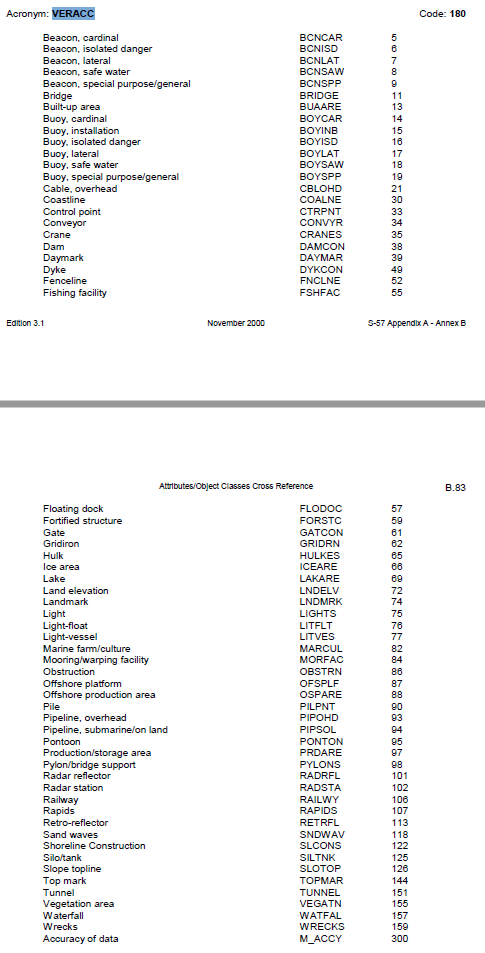 Acronym: VERACC Code: 180
Beacon, cardinal BCNCAR 5
Beacon, isolated danger BCNISD 6
Beacon, lateral BCNLAT 7
Beacon, safe water BCNSAW 8
Beacon, special purpose/general BCNSPP 9
Bridge BRIDGE 11
Built-up area BUAARE 13
Buoy, cardinal BOYCAR 14
Buoy, installation BOYINB 15
Buoy, isolated danger BOYISD 16
Buoy, lateral BOYLAT 17
Buoy, safe water BOYSAW 18
Buoy, special purpose/general BOYSPP 19
Cable, overhead CBLOHD 21
Coastline COALNE 30
Control point CTRPNT 33
Conveyor CONVYR 34
Crane CRANES 35
Dam DAMCON 38
Daymark DAYMAR 39
Dyke DYKCON 49
Fenceline FNCLNE 52
Fishing facility FSHFAC 55
Edition 3.1 November 2000 S-57 Appendix A - Annex B
Attributes/Object Classes Cross Reference B.83
Floating dock FLODOC 57
Fortified structure FORSTC 59
Gate GATCON 61
Gridiron GRIDRN 62
Hulk HULKES 65
Ice area ICEARE 66
Lake LAKARE 69
Land elevation LNDELV 72
Landmark LNDMRK 74
Light LIGHTS 75
Light-float LITFLT 76
Light-vessel LITVES 77
Marine farm/culture MARCUL 82
Mooring/warping facility MORFAC 84
Obstruction OBSTRN 86
Offshore platform OFSPLF 87
Offshore production area OSPARE 88
Pile PILPNT 90
Pipeline, overhead PIPOHD 93
Pipeline, submarine/on land PIPSOL 94
Pontoon PONTON 95
Production/storage area PRDARE 97
Pylon/bridge support PYLONS 98
Radar reflector RADRFL 101
Radar station RADSTA 102
Railway RAILWY 106
Rapids RAPIDS 107
Retro-reflector RETRFL 113
Sand waves SNDWAV 118
Shoreline Construction SLCONS 122
Silo/tank SILTNK 125
Slope topline SLOTOP 126
Top mark TOPMAR 144
Tunnel TUNNEL 151
Vegetation area VEGATN 155
Waterfall WATFAL 157
Wrecks WRECKS 159
Accuracy of data M_ACCY 300